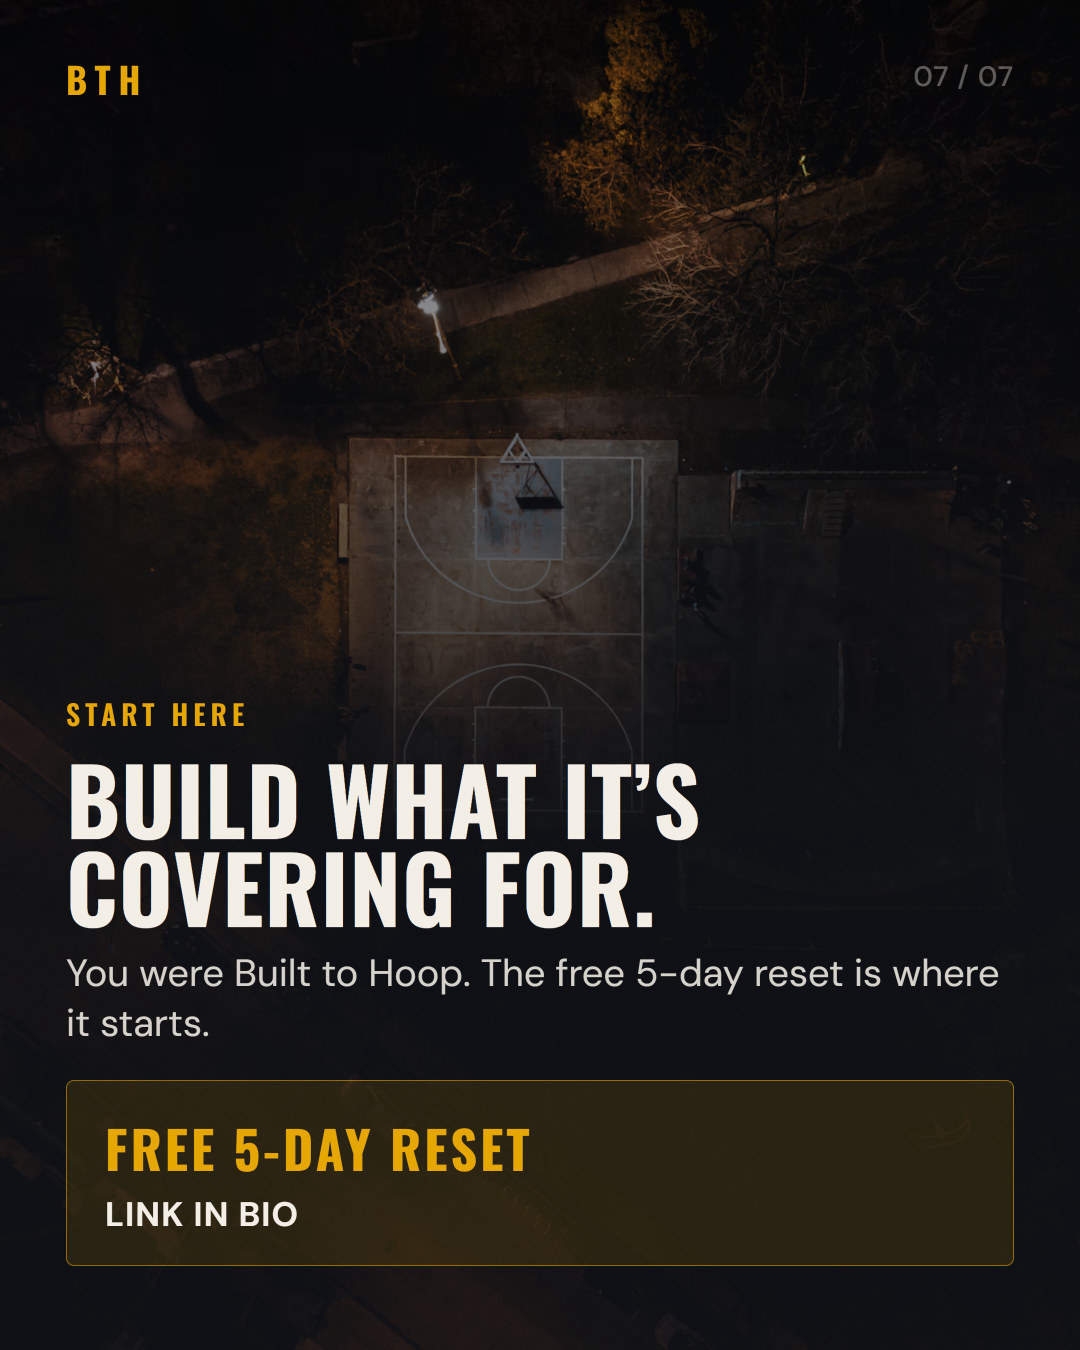 BTH
07 / 07
START HERE
BUILD WHAT IT’S
COVERING FOR.
You were Built to Hoop. The free 5-day reset is where
it starts.
FREE 5-DAY RESET
LINK IN BIO